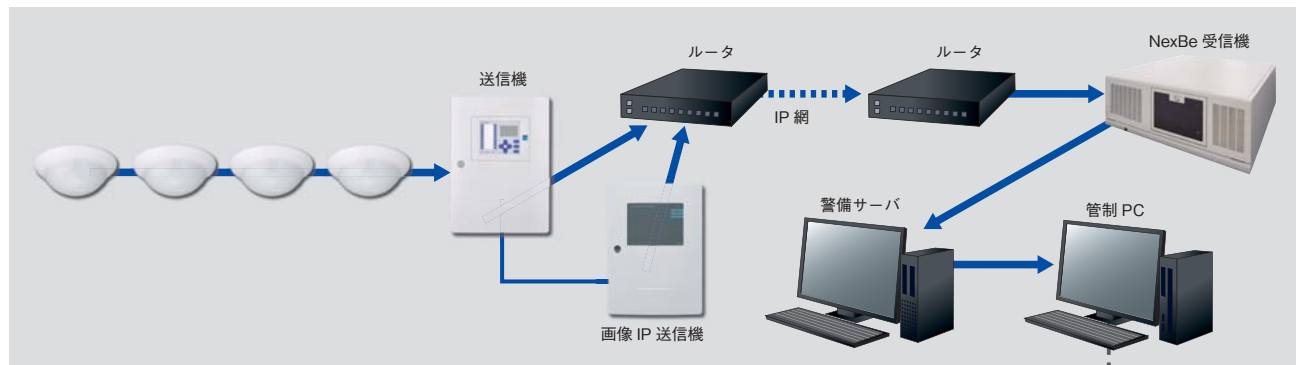 ルータ
ルータ
NexBe 受信機
送信機
IP 網
警備サーバ
管制 PC
画像 IP 送信機